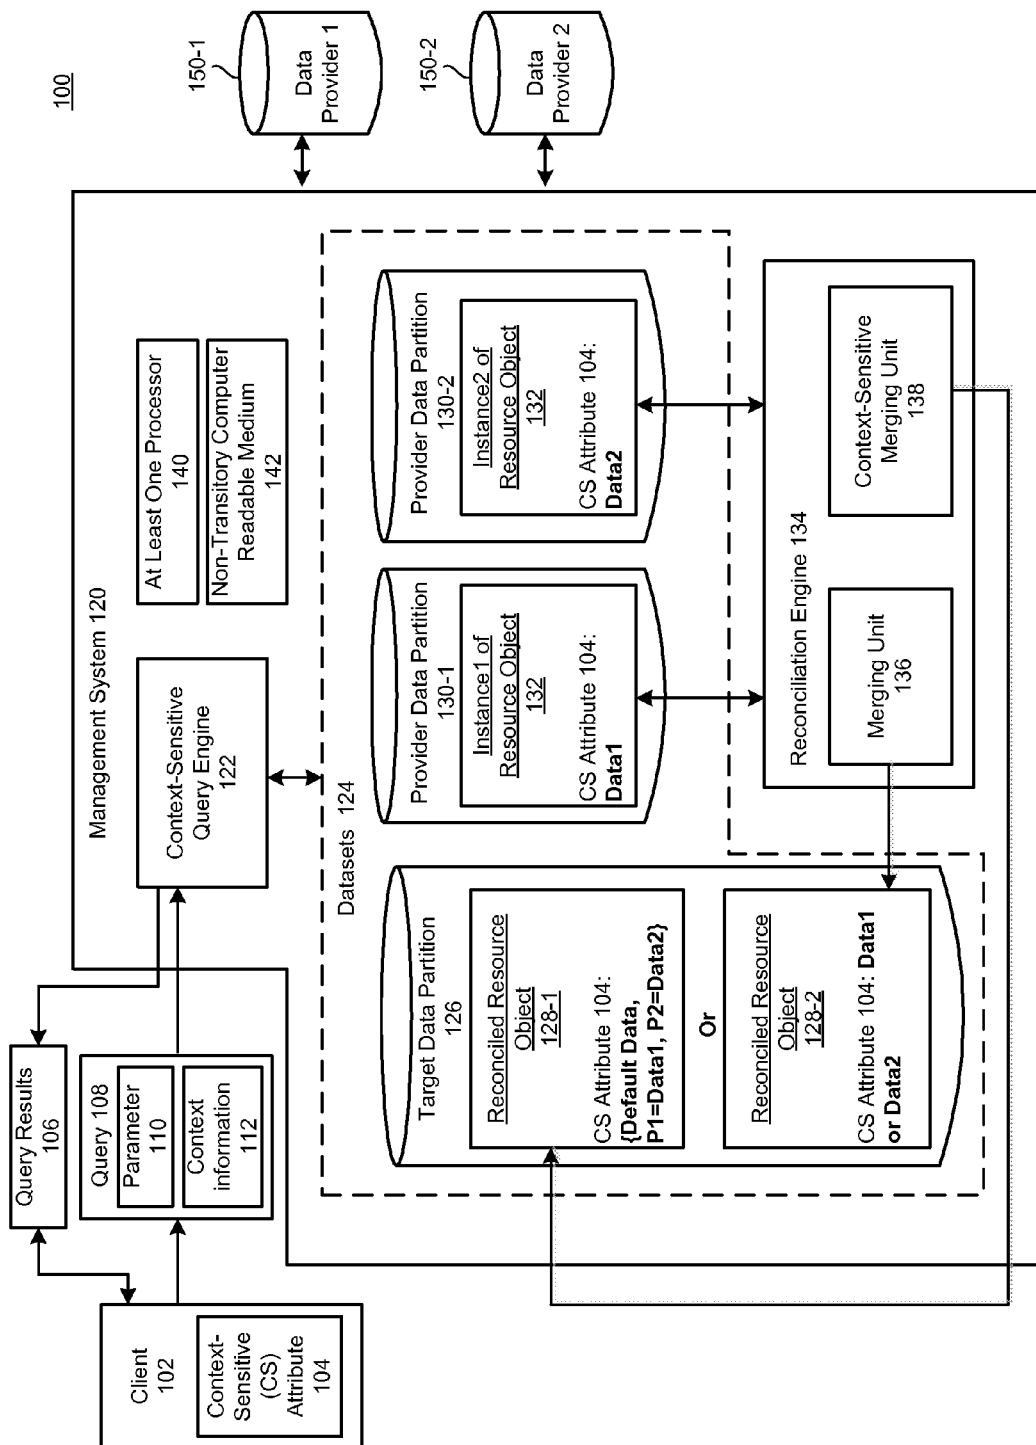 100
Client
102
Context-
Sensitive
(CS)
Attribute
104
Query Results
106
Query 108
Parameter
110
Context
information
112
Management System 120
Context-Sensitive
Query Engine
122
At Least One Processor
140
Non-Transitory Computer
Readable Medium
142
Datasets 124
Target Data Partition
126
Reconciled Resource
Object
128-1
CS Attribute 104:
{Default Data,
P1=Data1, P2=Data2}
Or
Reconciled Resource
Object
128-2
CS Attribute 104: Data1
or Data2
Provider Data Partition
130-1
Instance1 of
Resource Object
132
CS Attribute 104:
Data1
Provider Data Partition
130-2
Instance2 of
Resource Object
132
CS Attribute 104:
Data2
Reconciliation Engine 134
Merging Unit
136
Context-Sensitive
Merging Unit
138
150-1
Data
Provider 1
150-2
Data
Provider 2